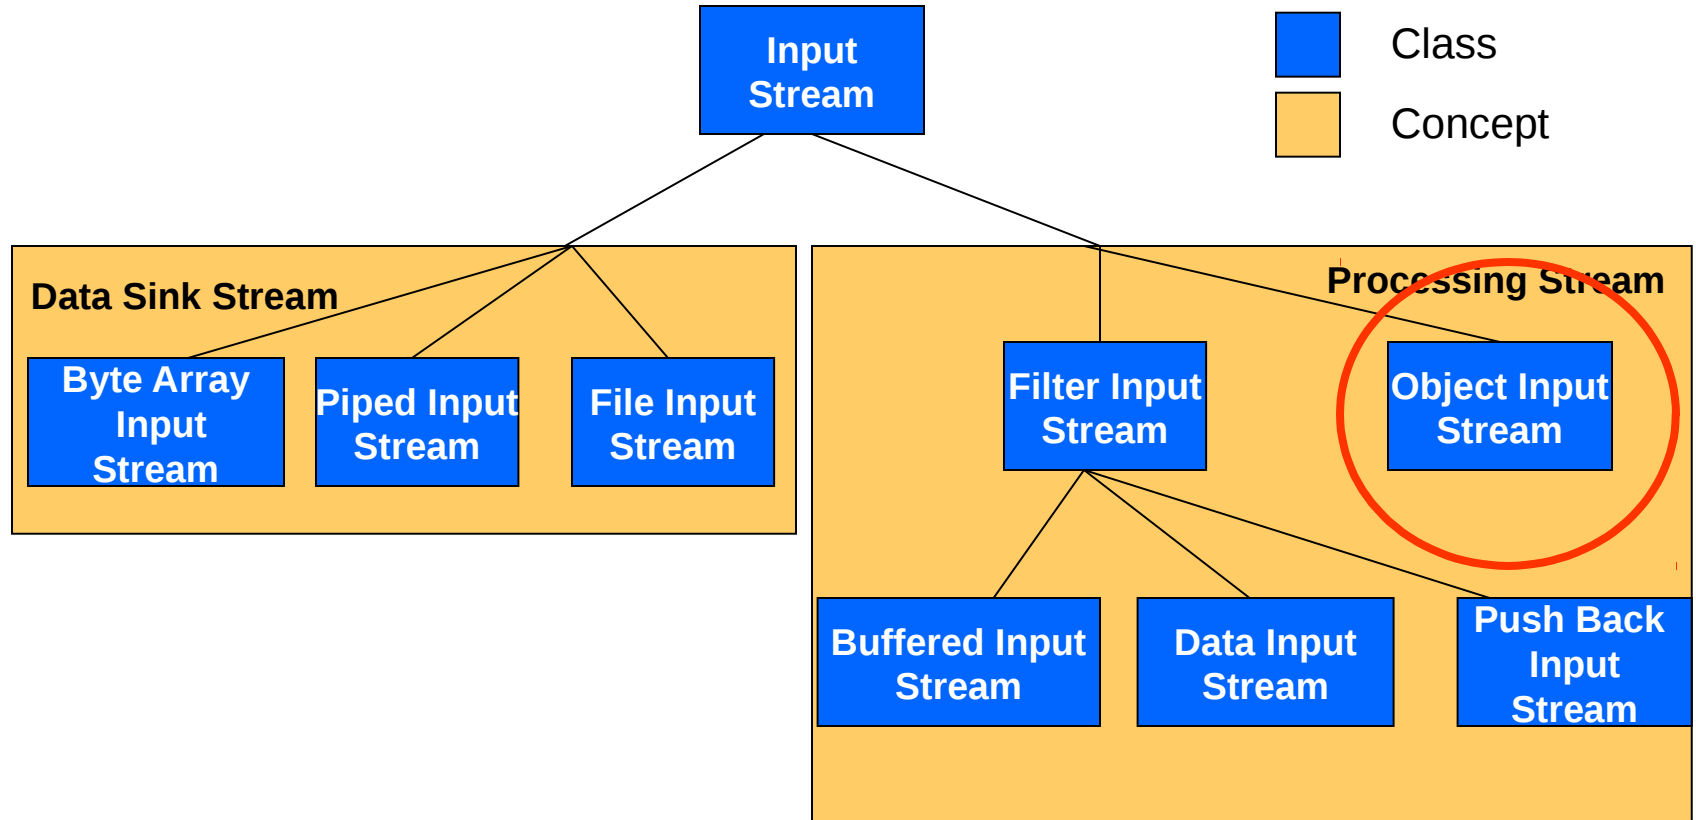 Input
Stream
Class
Concept
Data Sink Stream
Byte Array
Input
Stream
Piped Input
Stream
File Input
Stream
Processing Stream
Filter Input
Stream
Object Input
Stream
Buffered Input
Stream
Data Input
Stream
Push Back
Input
Stream